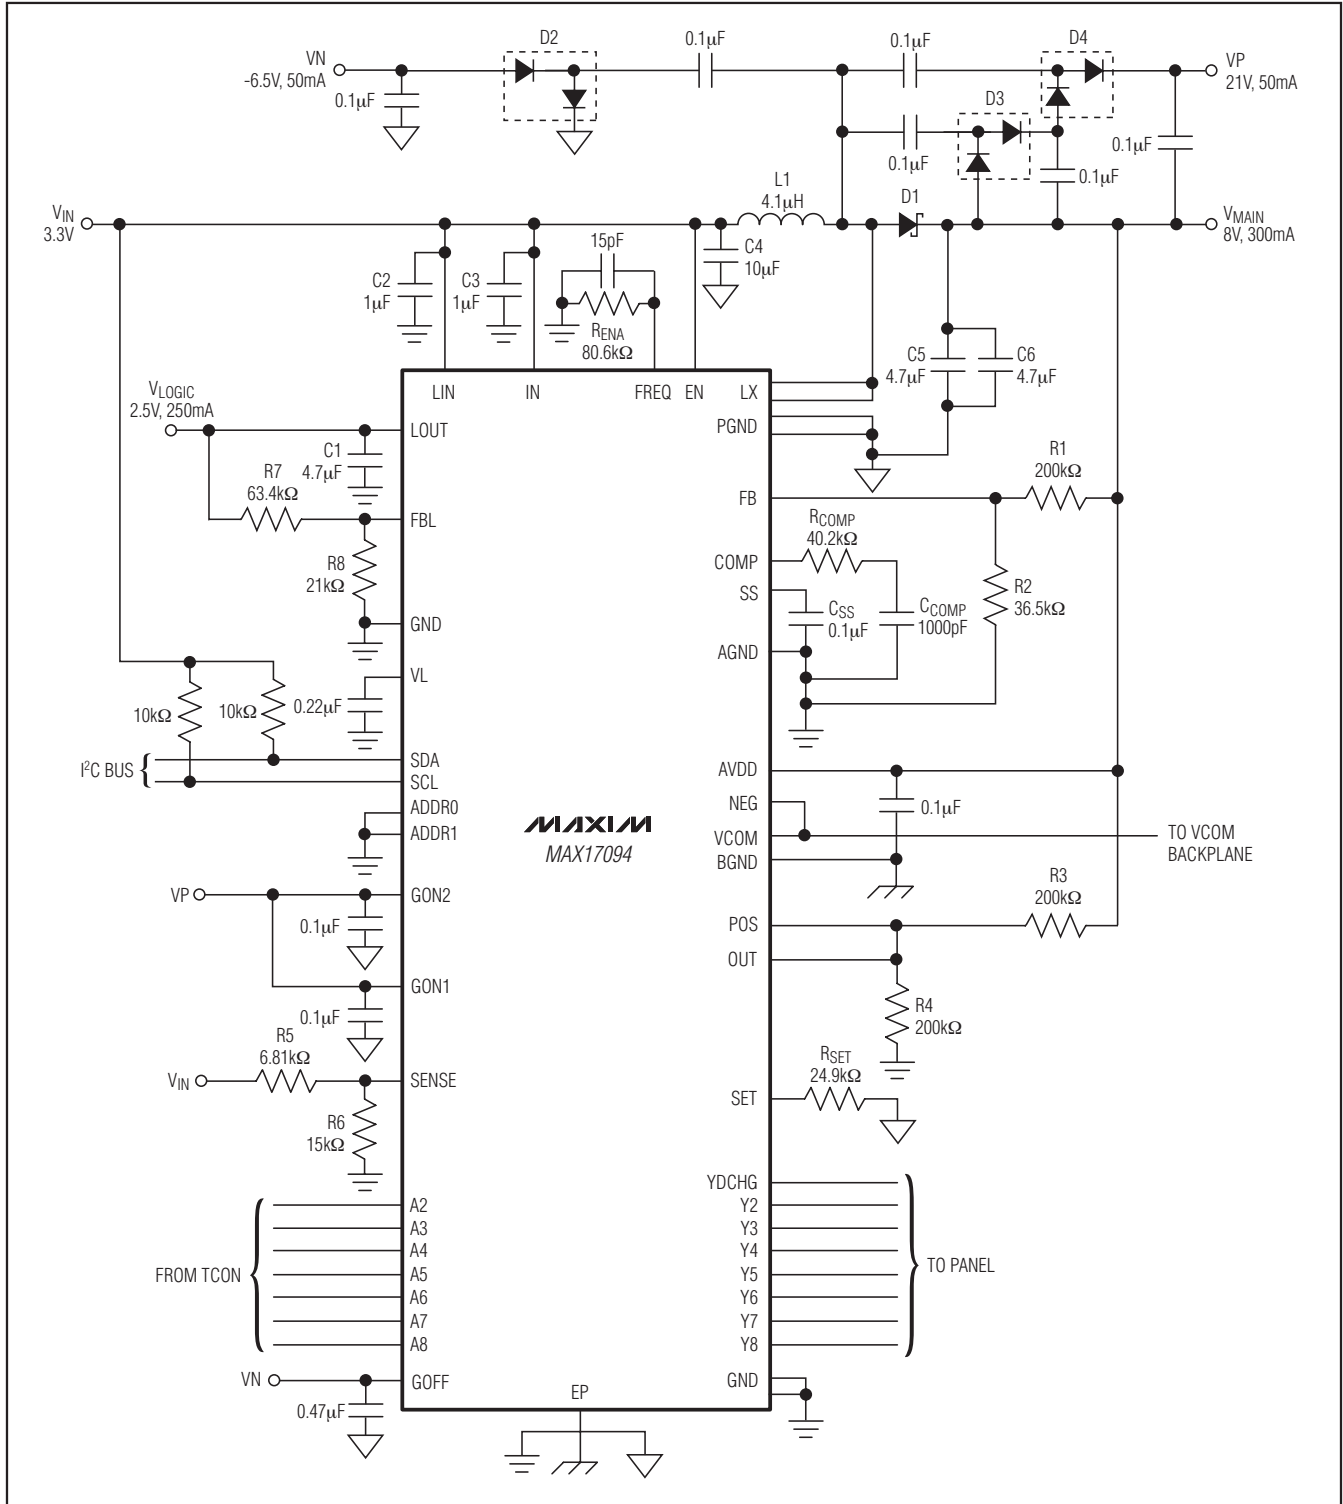 D2
0.1µF
0.1µF
D4
VN
-6.5V, 50mA
VP
21V, 50mA
0.1µF
D3
0.1µF
0.1µF
0.1µF
L1
4.1µH
D1
VIN
3.3V
VMAIN
8V, 300mA
15pF
C4
10µF
C2
1µF
C3
1µF
RENA
80.6kΩ
C5
4.7µF
C6
4.7µF
LIN
IN
FREQ
EN
LX
VLOGIC
2.5V, 250mA
LOUT
PGND
C1
4.7µF
R7
63.4kΩ
R1
200kΩ
FB
FBL
RCOMP
40.2kΩ
R8
21kΩ
COMP
SS
R2
36.5kΩ
CSS
0.1µF
CCOMP
1000pF
GND
AGND
VL
10kΩ
10kΩ
0.22µF
I2C BUS
SDA
SCL
AVDD
NEG
0.1µF
ADDR0
ADDR1
MAXIM
MAX17094
VCOM
BGND
TO VCOM
BACKPLANE
VP
GON2
0.1µF
R3
200kΩ
POS
OUT
GON1
0.1µF
R4
200kΩ
R5
6.81kΩ
VIN
SENSE
RSET
24.9kΩ
SET
R6
15kΩ
YDCHG
A2
Y2
A3
Y3
A4
Y4
FROM TCON
A5
Y5
TO PANEL
A6
Y6
A7
Y7
A8
Y8
VN
GOFF
EP
GND
0.47µF